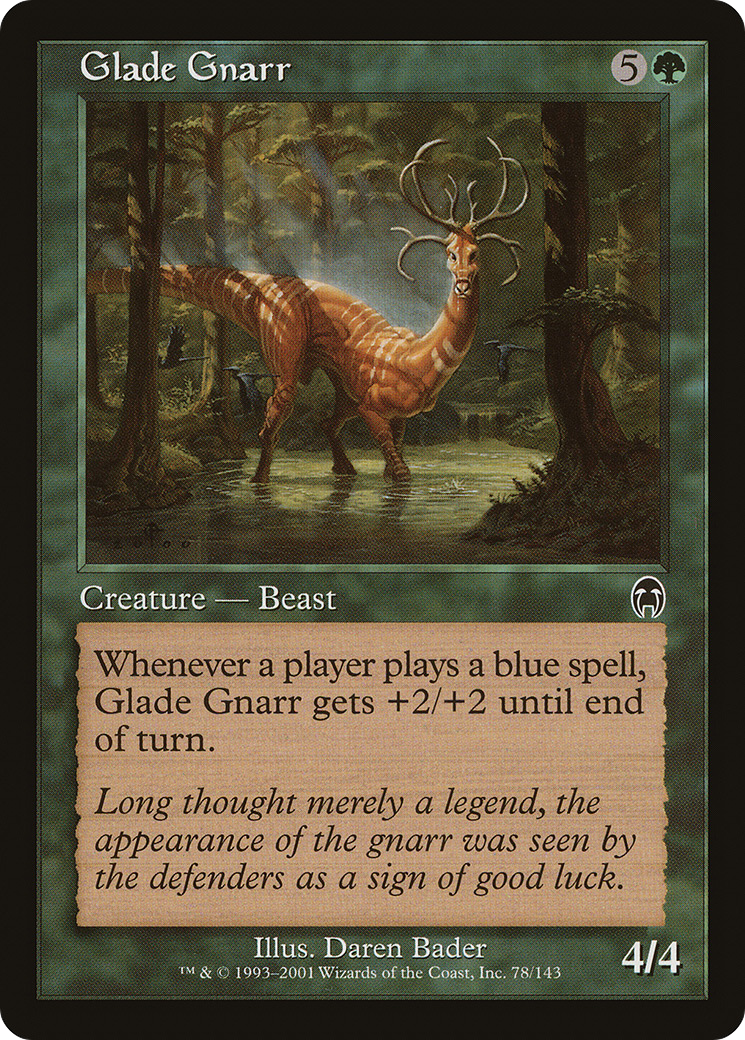 Glade Gnarr 5
2000
Creature — Beast
Whenever a player plays a blue spell,
Glade Gnarr gets +2/+2 until end
of turn.
Long thought merely a legend, the
appearance of the gnarr was seen by
the defenders as a sign of good luck.
Illus. Daren Bader
™ & © 1993–2001 Wizards of the Coast, Inc. 78/143
4/4